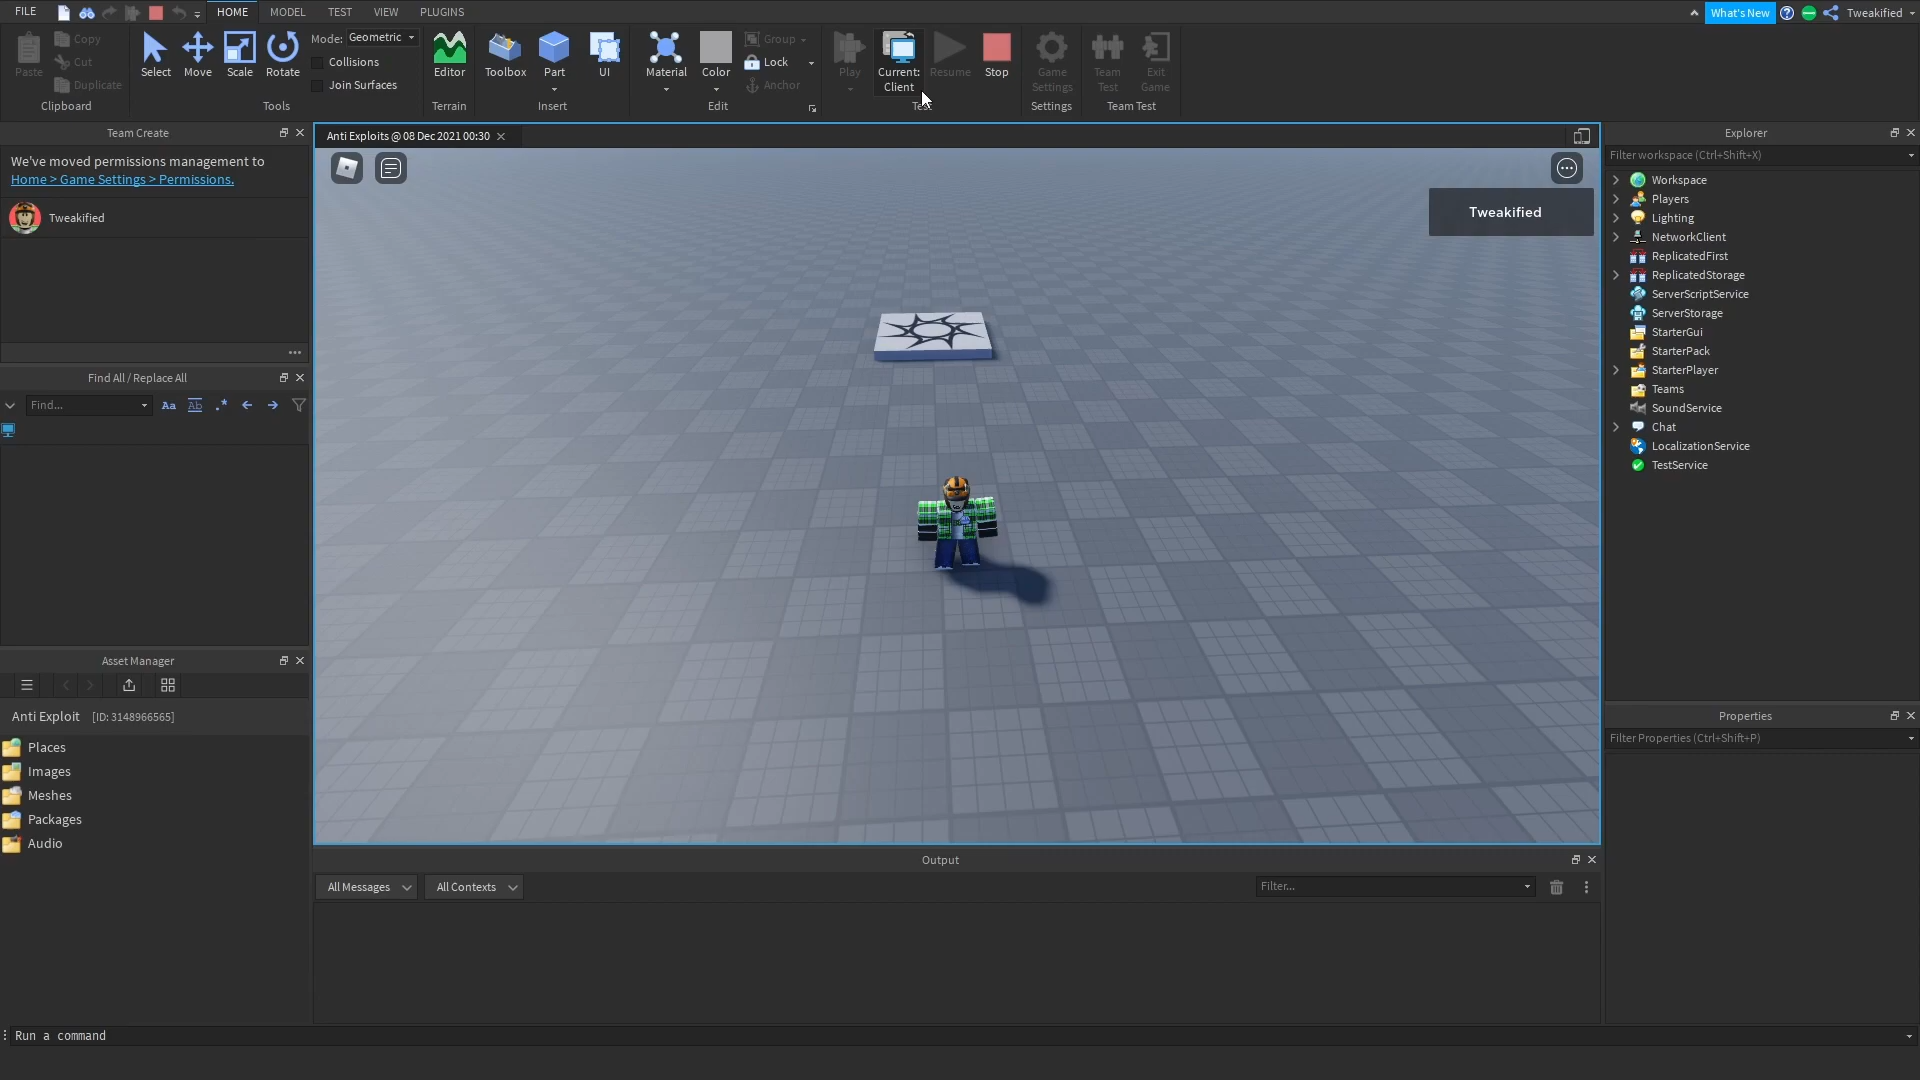 FILE
HOME
MODEL
TEST
VIEW
PLUGINS
What's New
Tweakified
Paste
Copy
Cut
Duplicate
Clipboard
Select
Move
Scale
Rotate
Mode: Geometric
Collisions
Join Surfaces
Tools
Editor
Terrain
Toolbox
Part
UI
Insert
Material
Color
Group
Lock
Anchor
Edit
Play
Current:
Client
Resume
Stop
Game
Settings
Settings
Team
Test
Exit
Game
Team Test
Team Create
We've moved permissions management to
Home > Game Settings > Permissions.
Tweakified
Find All / Replace All
Find...
Aa
Ab
.*
Asset Manager
Anti Exploit [ID: 3148966565]
Places
Images
Meshes
Packages
Audio
Anti Exploits @ 08 Dec 2021 00:30
Tweakified
Output
All Messages
All Contexts
Filter...
Explorer
Filter workspace (Ctrl+Shift+X)
Workspace
Players
Lighting
NetworkClient
ReplicatedFirst
ReplicatedStorage
ServerScriptService
ServerStorage
StarterGui
StarterPack
StarterPlayer
Teams
SoundService
Chat
LocalizationService
TestService
Properties
Filter Properties (Ctrl+Shift+P)
Run a command